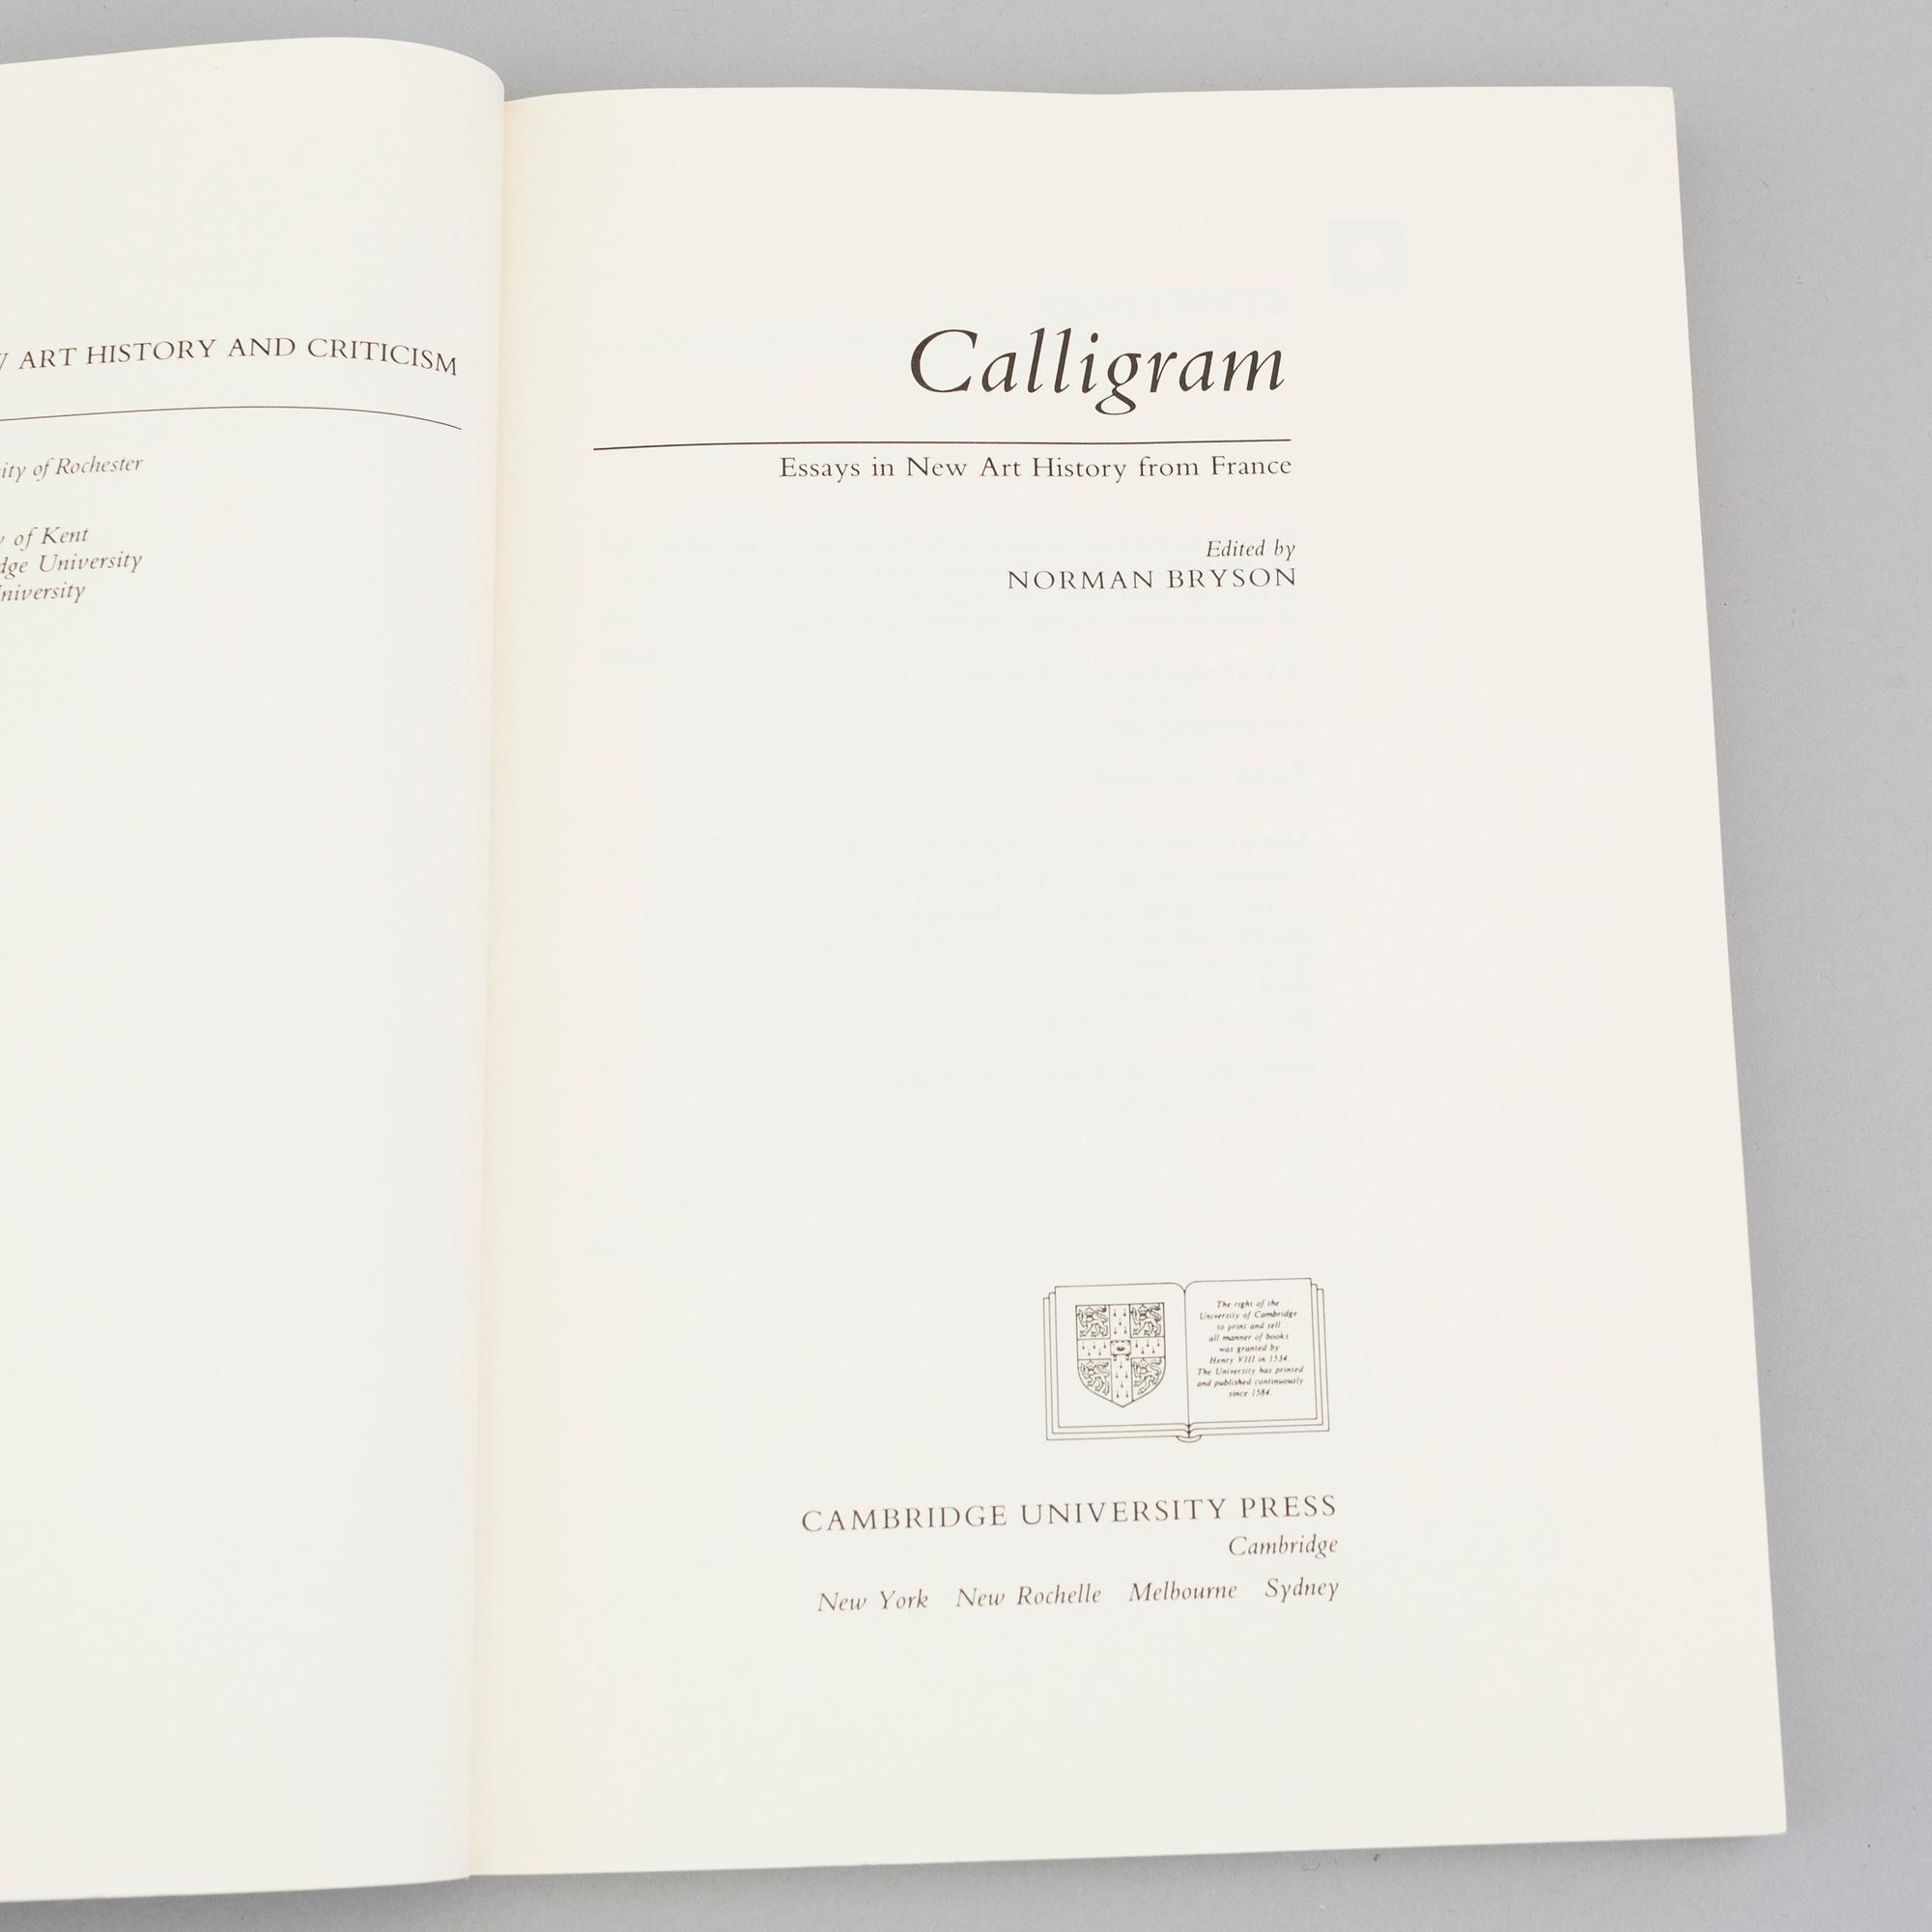 ART HISTORY AND CRITICISM
of Rochester
of Kent
University
Calligram
Essays in New Art History from France
Edited by
NORMAN BRYSON
The right of the
University of Cambridge
to print and sell
all manner of books
was granted by
Henry VIII in 1534.
The University has printed
and published continuously
since 1584.
CAMBRIDGE UNIVERSITY PRESS
Cambridge
New York New Rochelle Melbourne Sydney